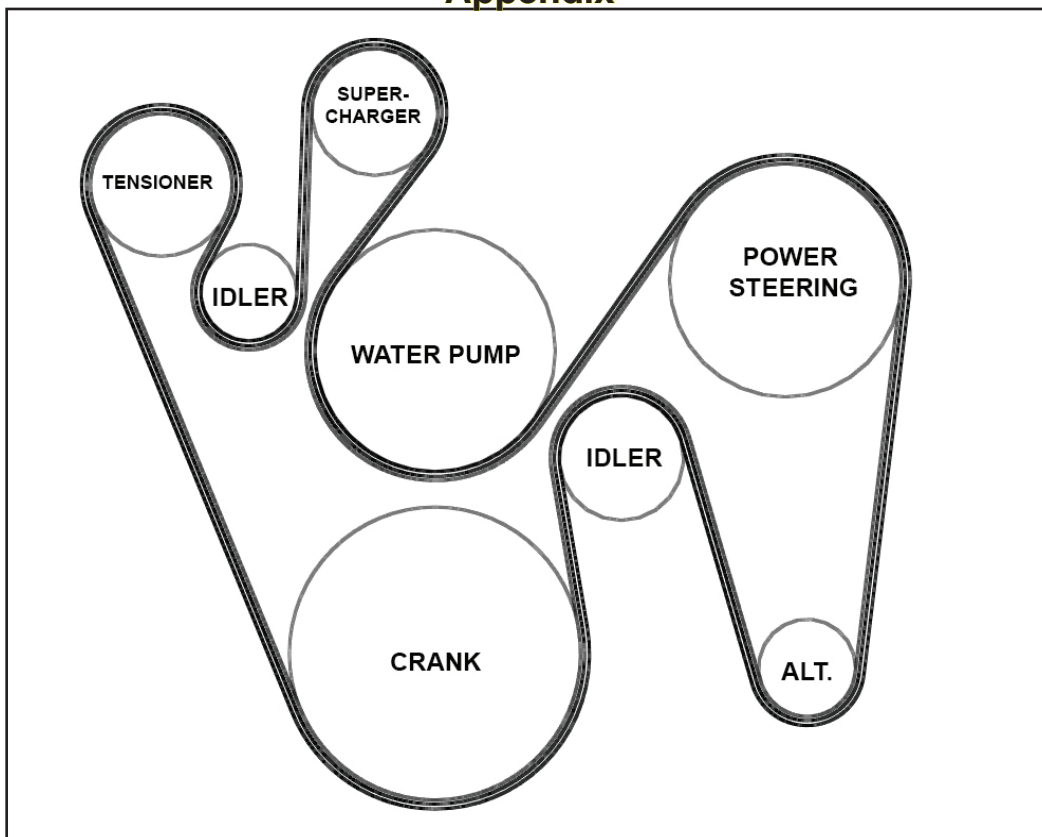 Appendix
SUPER-
CHARGER
TENSIONER
POWER
STEERING
IDLER
WATER PUMP
IDLER
CRANK
ALT.